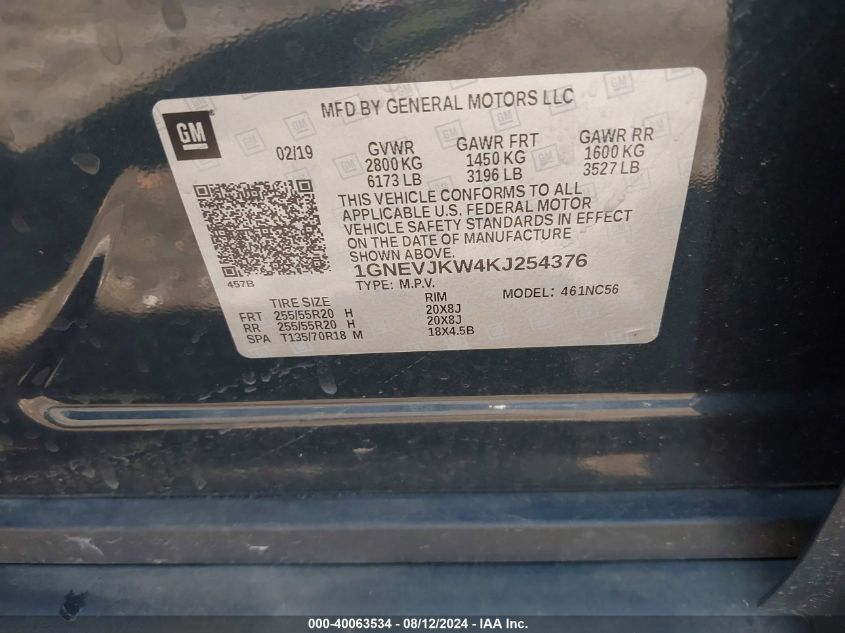 GM
MFD BY GENERAL MOTORS LLC
02/19
GVWR GAWR FRT GAWR RR
2800 KG 1450 KG 1600 KG
6173 LB 3196 LB 3527 LB
THIS VEHICLE CONFORMS TO ALL
APPLICABLE U.S. FEDERAL MOTOR
VEHICLE SAFETY STANDARDS IN EFFECT
ON THE DATE OF MANUFACTURE
SHOWN ABOVE.
1GNEVJKW4KJ254376
457B
TYPE: M.P.V. MODEL: 461NC56
TIRE SIZE RIM
FRT 255/55R20 H 20X8J
RR 255/55R20 H 20X8J
SPA T135/70R18 M 18X4.5B
000-40063534 - 08/12/2024 - IAA Inc.